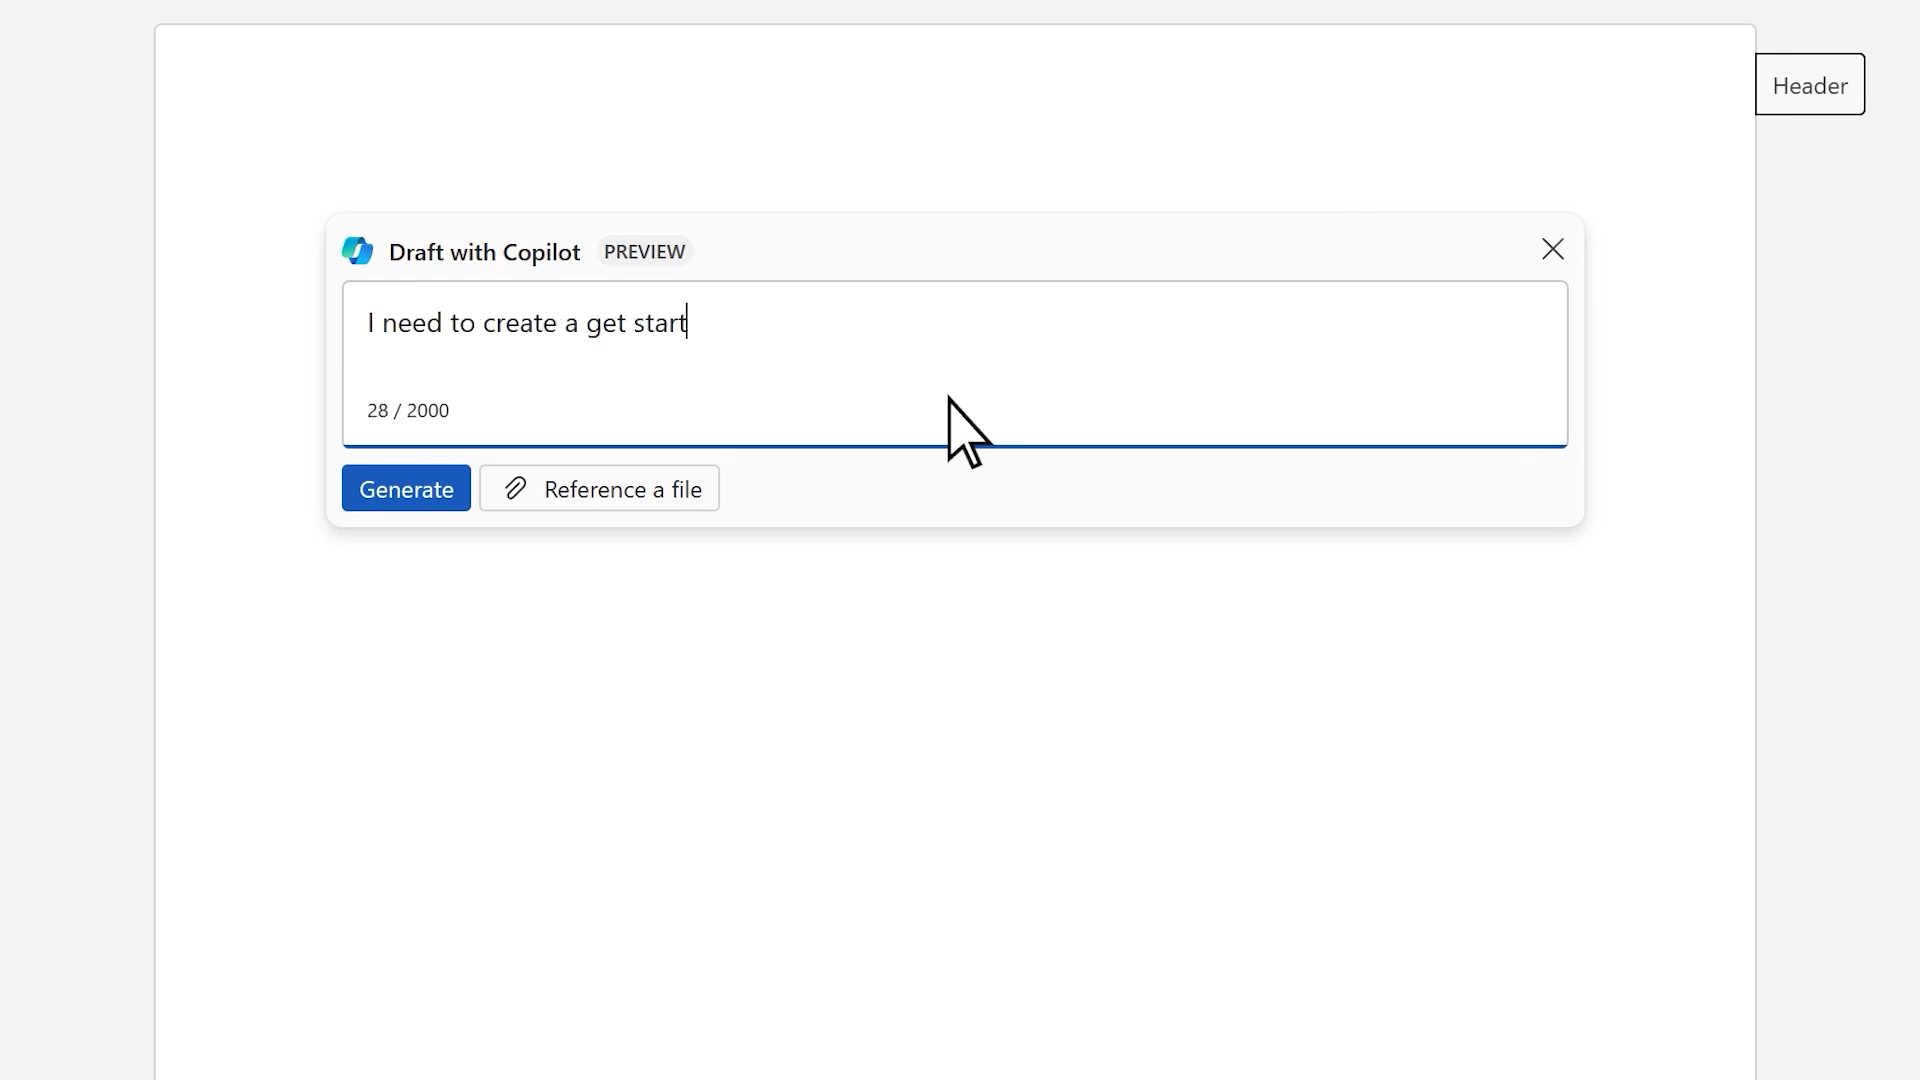 Header
Draft with Copilot PREVIEW
I need to create a get start
28 / 2000
Generate Reference a file